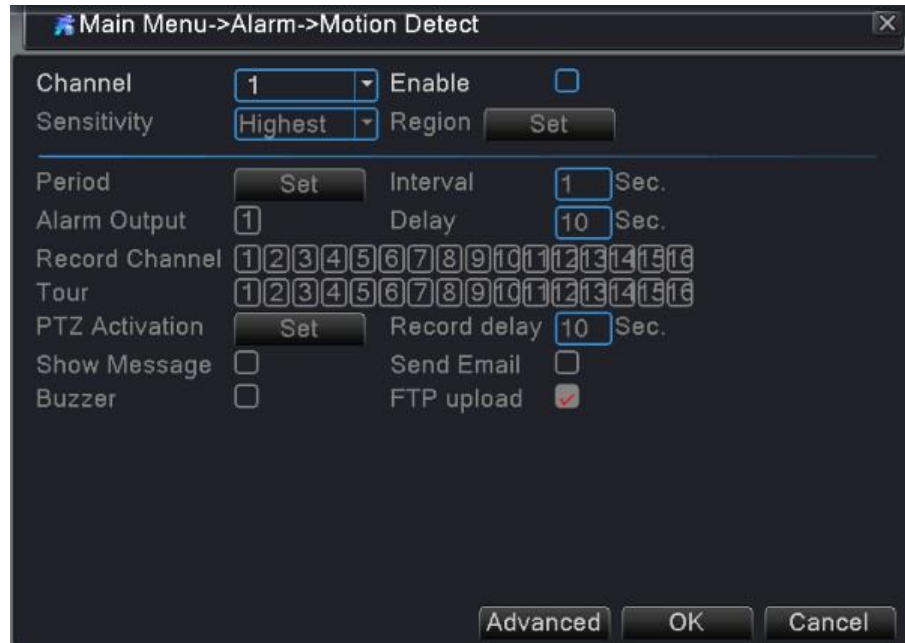 Main Menu->Alarm->Motion Detect
Channel 1 Enable
Sensitivity Highest Region Set
Period Set Interval 1 Sec.
Alarm Output 1 Delay 10 Sec.
Record Channel 1 2 3 4 5 6 7 8 9 10 11 12 13 14 15 16
Tour 1 2 3 4 5 6 7 8 9 10 11 12 13 14 15 16
PTZ Activation Set Record delay 10 Sec.
Show Message Send Email
Buzzer FTP upload
Advanced OK Cancel